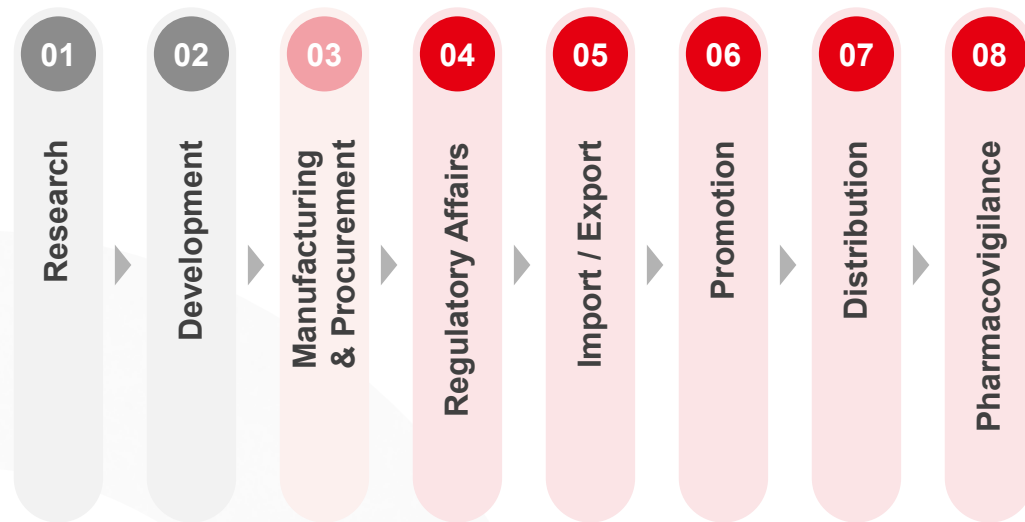 01
Research
02
Development
03
Manufacturing
& Procurement
04
Regulatory Affairs
05
Import / Export
06
Promotion
07
Distribution
08
Pharmacovigilance